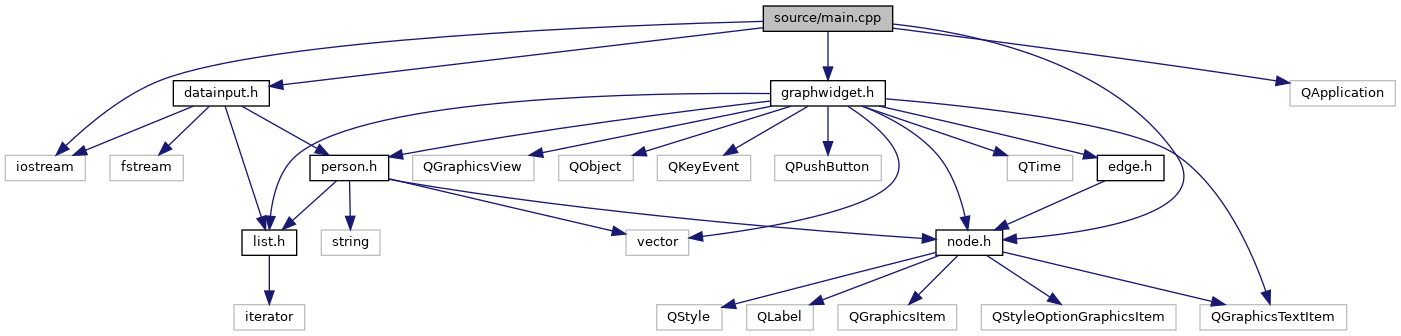 source/main.cpp
datainput.h
graphwidget.h
QApplication
iostream
fstream
person.h
QGraphicsView
QObject
QKeyEvent
QPushButton
QTime
edge.h
list.h
string
vector
node.h
iterator
QStyle
QLabel
QGraphicsItem
QStyleOptionGraphicsItem
QGraphicsTextItem